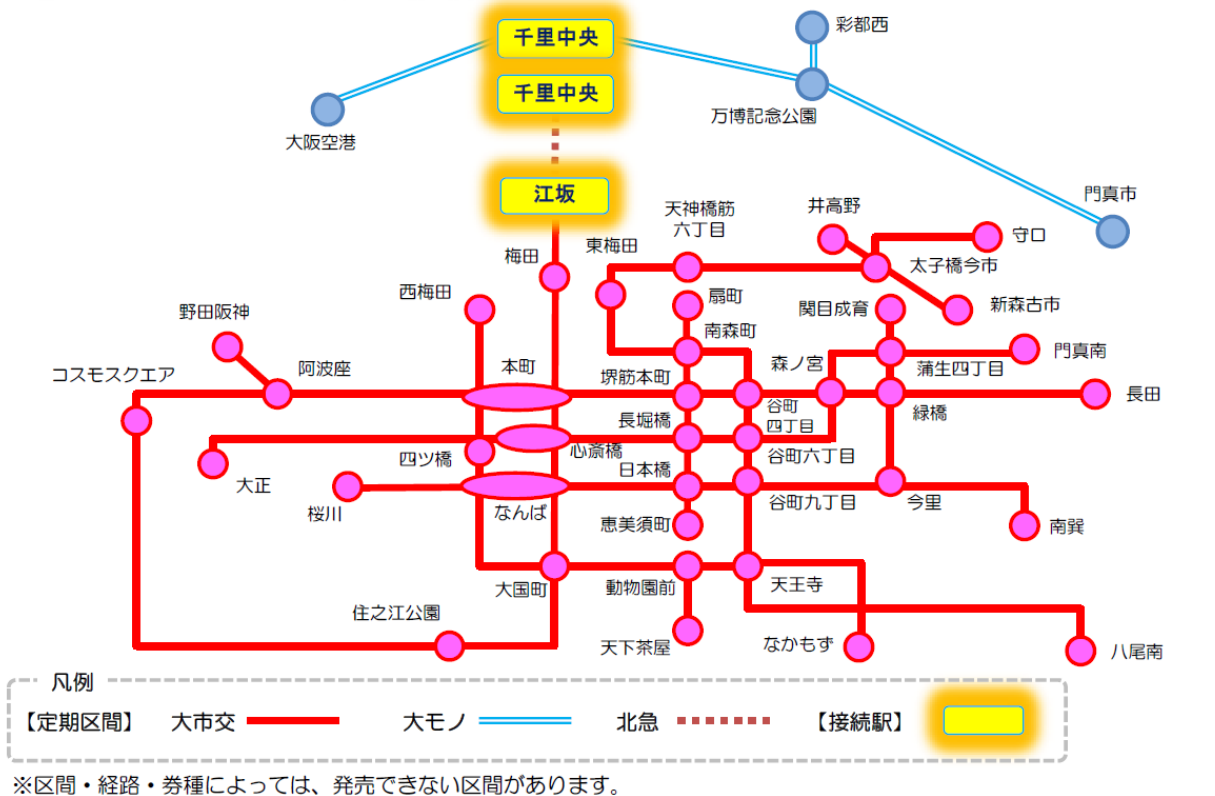 千里中央
彩都西
千里中央
万博記念公園
大阪空港
江坂
門真市
天神橋筋
六丁目
井高野
守口
東梅田
梅田
太子橋今市
西梅田
扇町
関目成育
新森古市
野田阪神
南森町
森ノ宮
門真南
コスモスクエア
阿波座
本町
堺筋本町
蒲生四丁目
長田
谷町
四丁目
緑橋
長堀橋
心斎橋
四ツ橋
谷町六丁目
日本橋
大正
桜川
なんば
谷町九丁目
今里
恵美須町
南巽
大国町
動物園前
天王寺
住之江公園
天下茶屋
なかもず
八尾南
凡例
【定期区間】 大市交 大モノ 北急 【接続駅】
※区間・経路・券種によっては、発売できない区間があります。